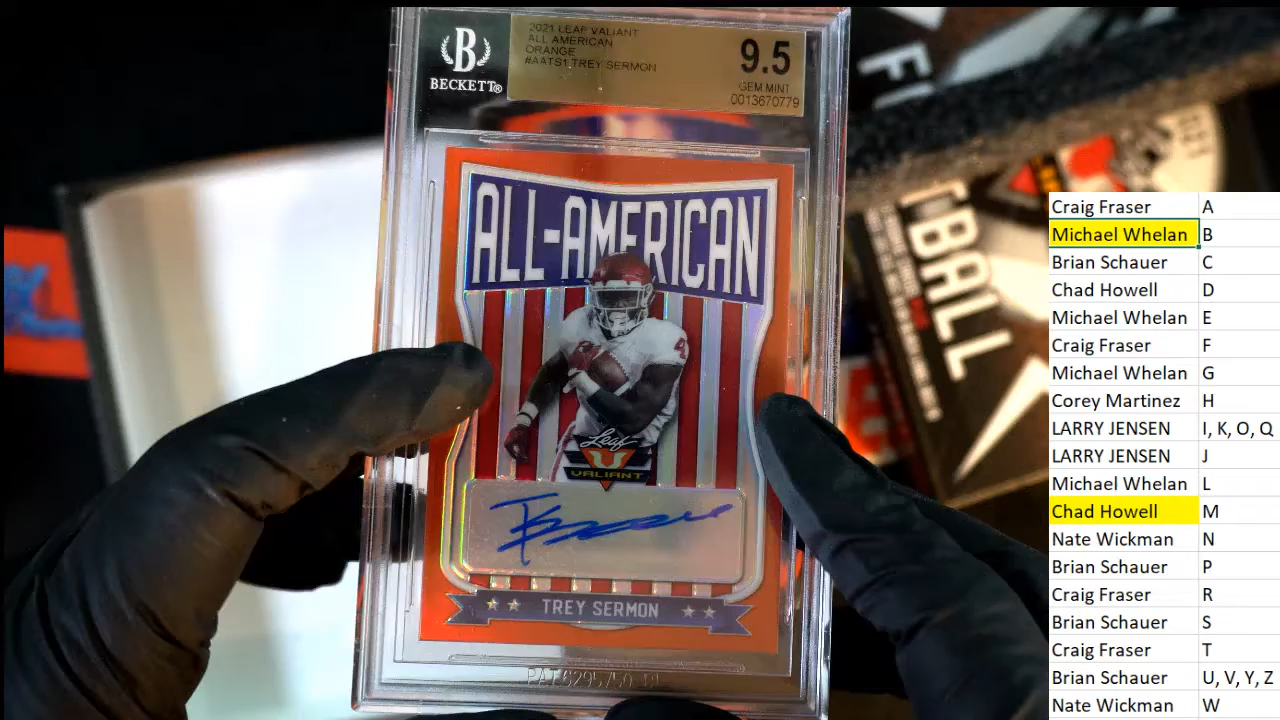 2021 LEAF VALIANT
ALL AMERICAN
ORANGE
#AATS1 TREY SERMON
9.5
GEM MINT
0013670779
B
BECKETT®
ALL-AMERICAN
4
Leaf
VALIANT
TREY SERMON
BALL
Craig Fraser A
Michael Whelan B
Brian Schauer C
Chad Howell D
Michael Whelan E
Craig Fraser F
Michael Whelan G
Corey Martinez H
LARRY JENSEN I, K, O, Q
LARRY JENSEN J
Michael Whelan L
Chad Howell M
Nate Wickman N
Brian Schauer P
Craig Fraser R
Brian Schauer S
Craig Fraser T
Brian Schauer U, V, Y, Z
Nate Wickman W